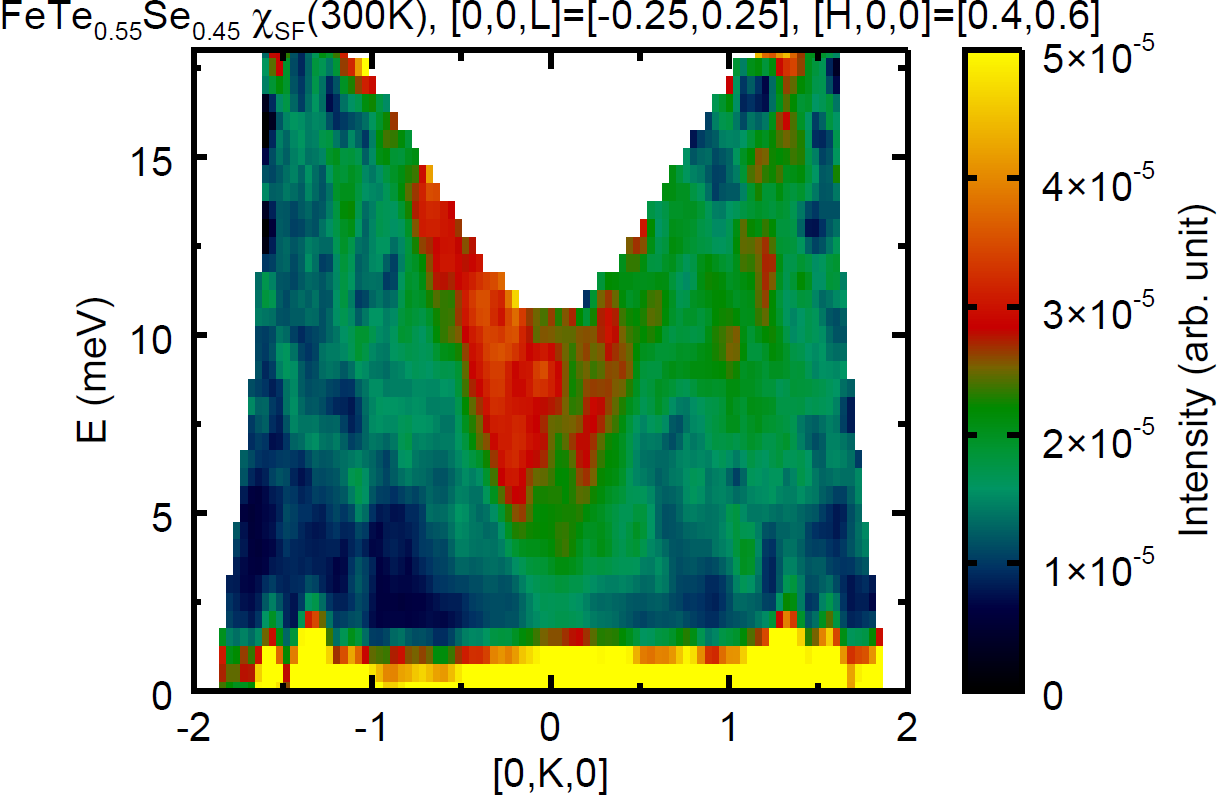 FeTe0.55Se0.45 χSF(300K), [0,0,L]=[-0.25,0.25], [H,0,0]=[0.4,0.6]
15
10
5
0
E (meV)
-2 -1 0 1 2
[0,K,0]
5×10-5
4×10-5
3×10-5
2×10-5
1×10-5
0
Intensity (arb. unit)